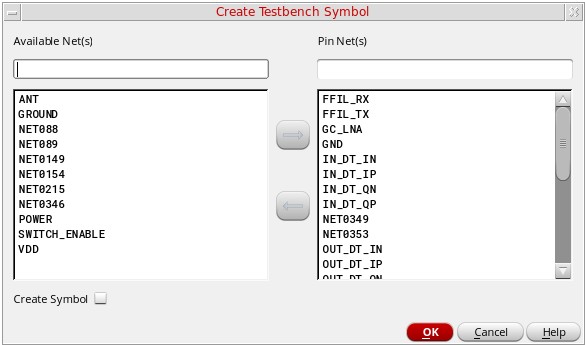 Create Testbench Symbol
Available Net(s)
Pin Net(s)
ANT
GROUND
NET088
NET089
NET0149
NET0154
NET0215
NET0346
POWER
SWITCH_ENABLE
VDD
FFIL_RX
FFIL_TX
GC_LNA
GND
IN_DT_IN
IN_DT_IP
IN_DT_QN
IN_DT_QP
NET0349
NET0353
OUT_DT_IN
OUT_DT_IP
OUT_DT_QN
Create Symbol
OK
Cancel
Help